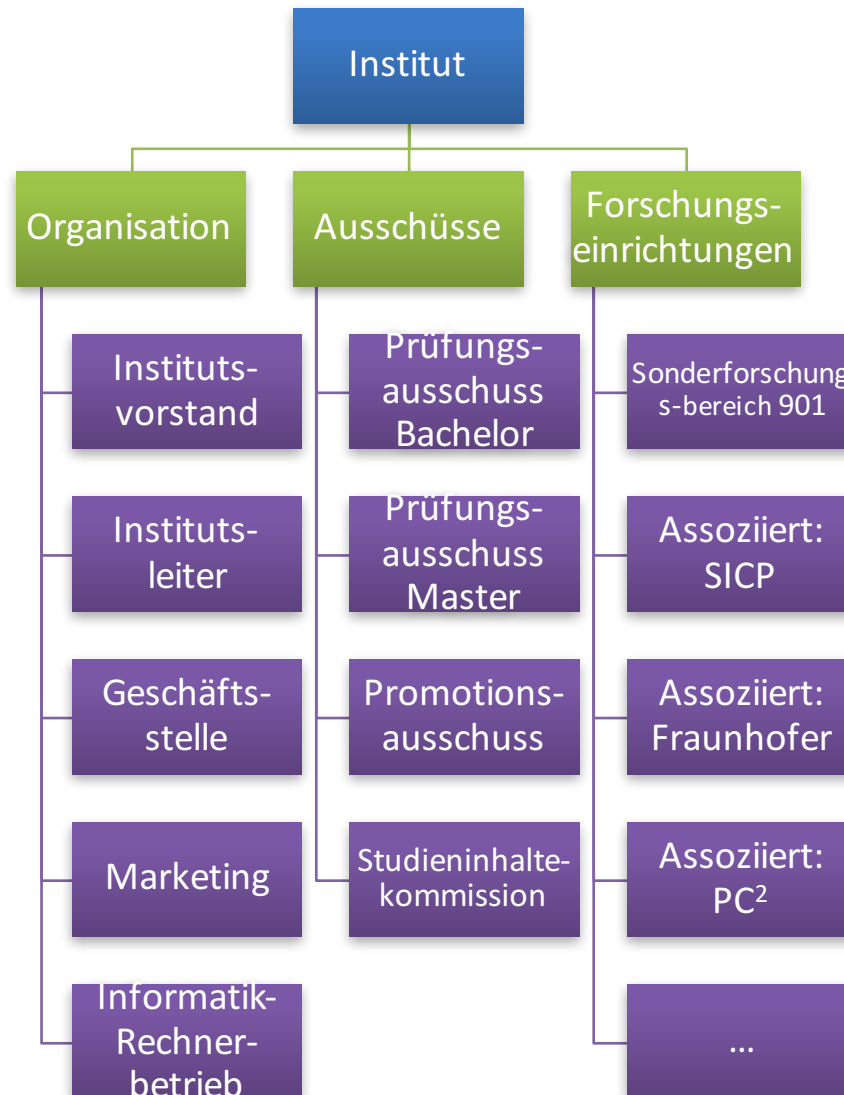 Institut
Organisation
Ausschüsse
Forschungs-
einrichtungen
Instituts-
vorstand
Instituts-
leiter
Geschäfts-
stelle
Marketing
Informatik-
Rechner-
betrieb
Prüfungs-
ausschuss
Bachelor
Prüfungs-
ausschuss
Master
Promotions-
ausschuss
Studieninhalte-
kommission
Sonderforschung
s-bereich 901
Assoziiert:
SICP
Assoziiert:
Fraunhofer
Assoziiert:
PC²
...